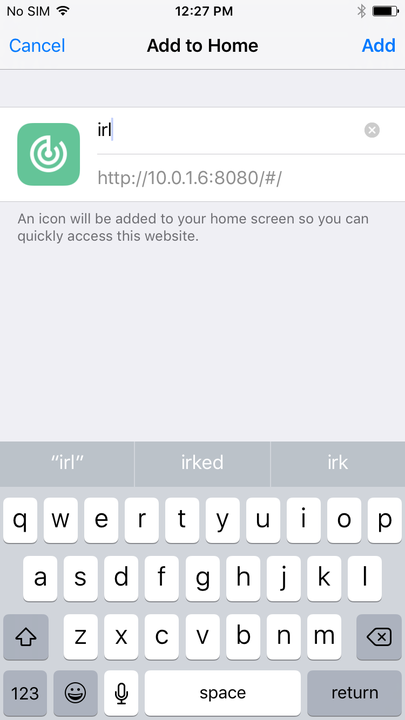 No SIM 12:27 PM
Cancel Add to Home Add
irl
http://10.0.1.6:8080/#/
An icon will be added to your home screen so you can
quickly access this website.
“irl” irked irk
q w e r t y u i o p
a s d f g h j k l
z x c v b n m
123 space return